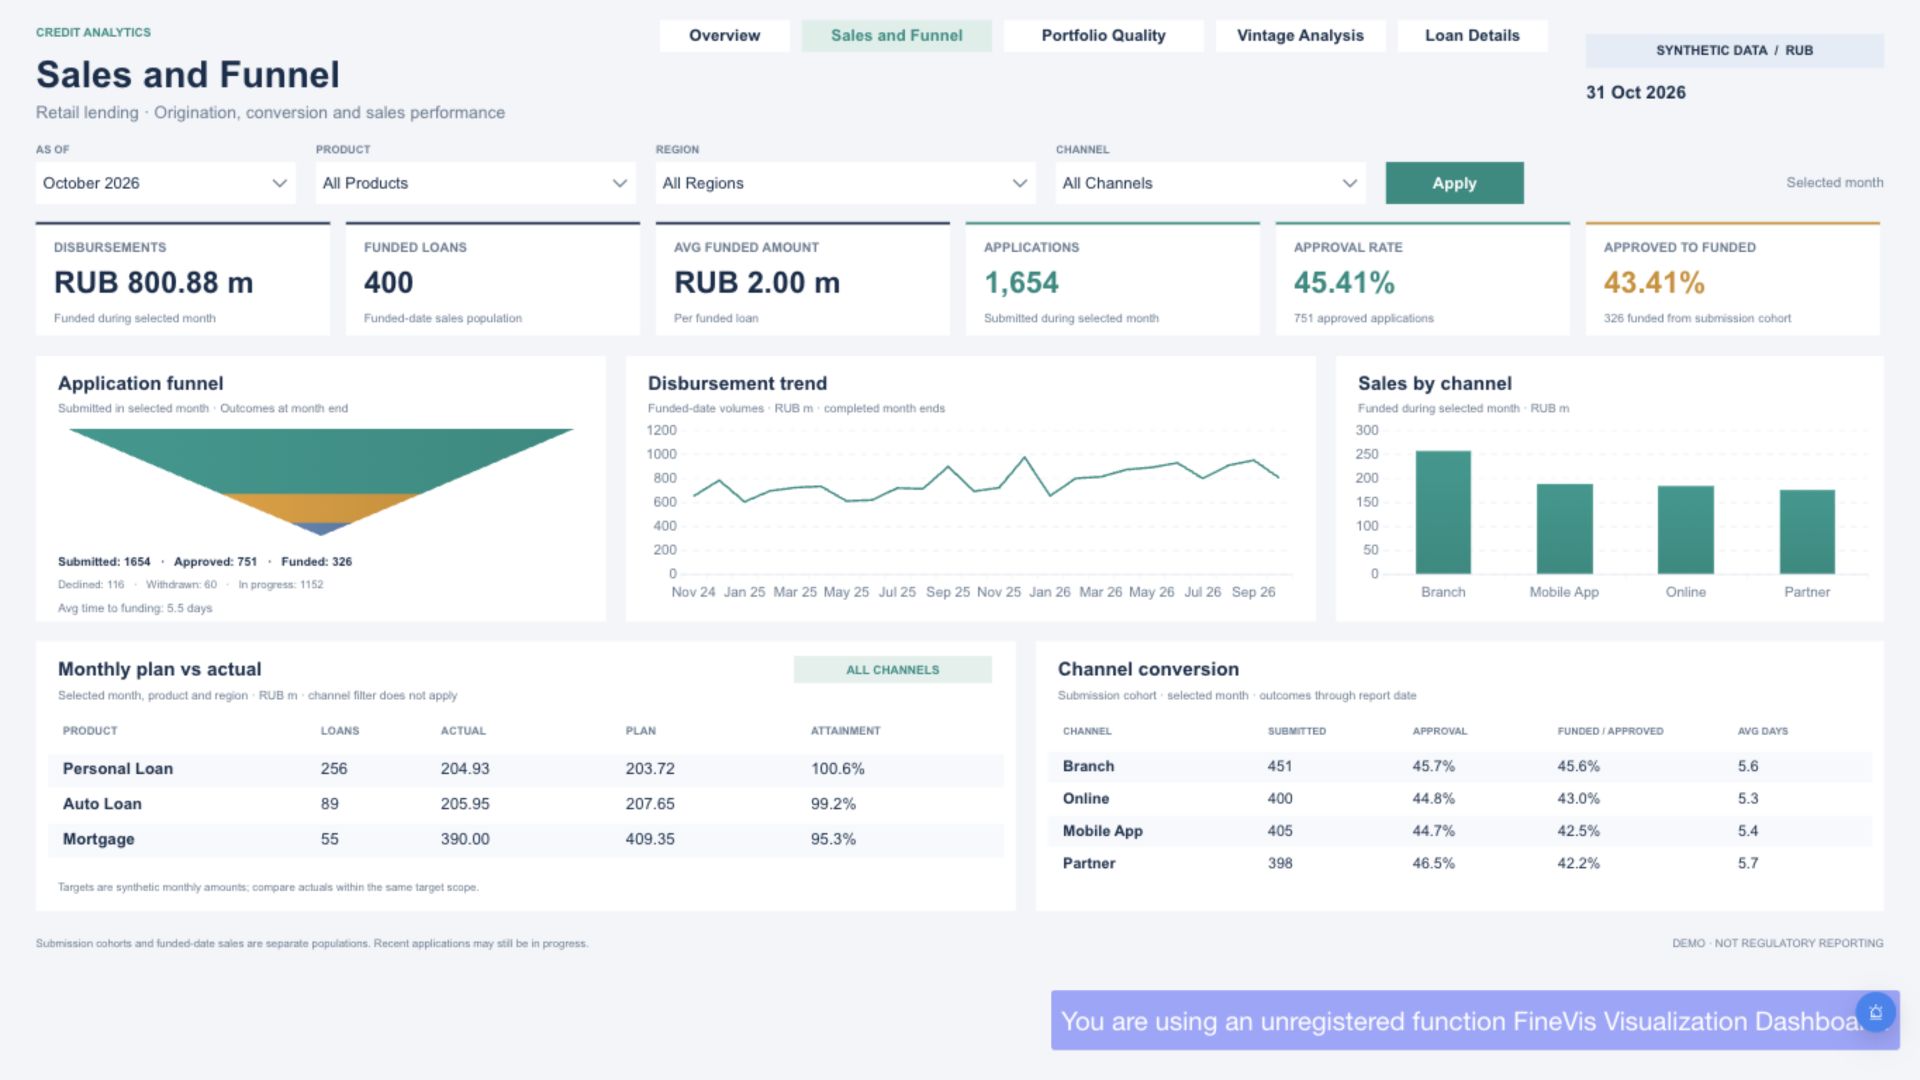 CREDIT ANALYTICS
Overview
Sales and Funnel
Portfolio Quality
Vintage Analysis
Loan Details
SYNTHETIC DATA / RUB
Sales and Funnel
31 Oct 2026
Retail lending · Origination, conversion and sales performance
AS OF
PRODUCT
REGION
CHANNEL
October 2026
All Products
All Regions
All Channels
Apply
Selected month
DISBURSEMENTS
RUB 800.88 m
Funded during selected month
FUNDED LOANS
400
Funded-date sales population
AVG FUNDED AMOUNT
RUB 2.00 m
Per funded loan
APPLICATIONS
1,654
Submitted during selected month
APPROVAL RATE
45.41%
751 approved applications
APPROVED TO FUNDED
43.41%
326 funded from submission cohort
Application funnel
Submitted in selected month · Outcomes at month end
Submitted: 1654 · Approved: 751 · Funded: 326
Declined: 116 · Withdrawn: 60 · In progress: 1152
Avg time to funding: 5.5 days
Disbursement trend
Funded-date volumes · RUB m · completed month ends
1200
1000
800
600
400
200
0
Nov 24 Jan 25 Mar 25 May 25 Jul 25 Sep 25 Nov 25 Jan 26 Mar 26 May 26 Jul 26 Sep 26
Sales by channel
Funded during selected month · RUB m
300
250
200
150
100
50
0
Branch Mobile App Online Partner
Monthly plan vs actual
ALL CHANNELS
Selected month, product and region · RUB m · channel filter does not apply
PRODUCT LOANS ACTUAL PLAN ATTAINMENT
Personal Loan 256 204.93 203.72 100.6%
Auto Loan 89 205.95 207.65 99.2%
Mortgage 55 390.00 409.35 95.3%
Targets are synthetic monthly amounts; compare actuals within the same target scope.
Channel conversion
Submission cohort · selected month · outcomes through report date
CHANNEL SUBMITTED APPROVAL FUNDED / APPROVED AVG DAYS
Branch 451 45.7% 45.6% 5.6
Online 400 44.8% 43.0% 5.3
Mobile App 405 44.7% 42.5% 5.4
Partner 398 46.5% 42.2% 5.7
Submission cohorts and funded-date sales are separate populations. Recent applications may still be in progress.
DEMO · NOT REGULATORY REPORTING
You are using an unregistered function FineVis Visualization